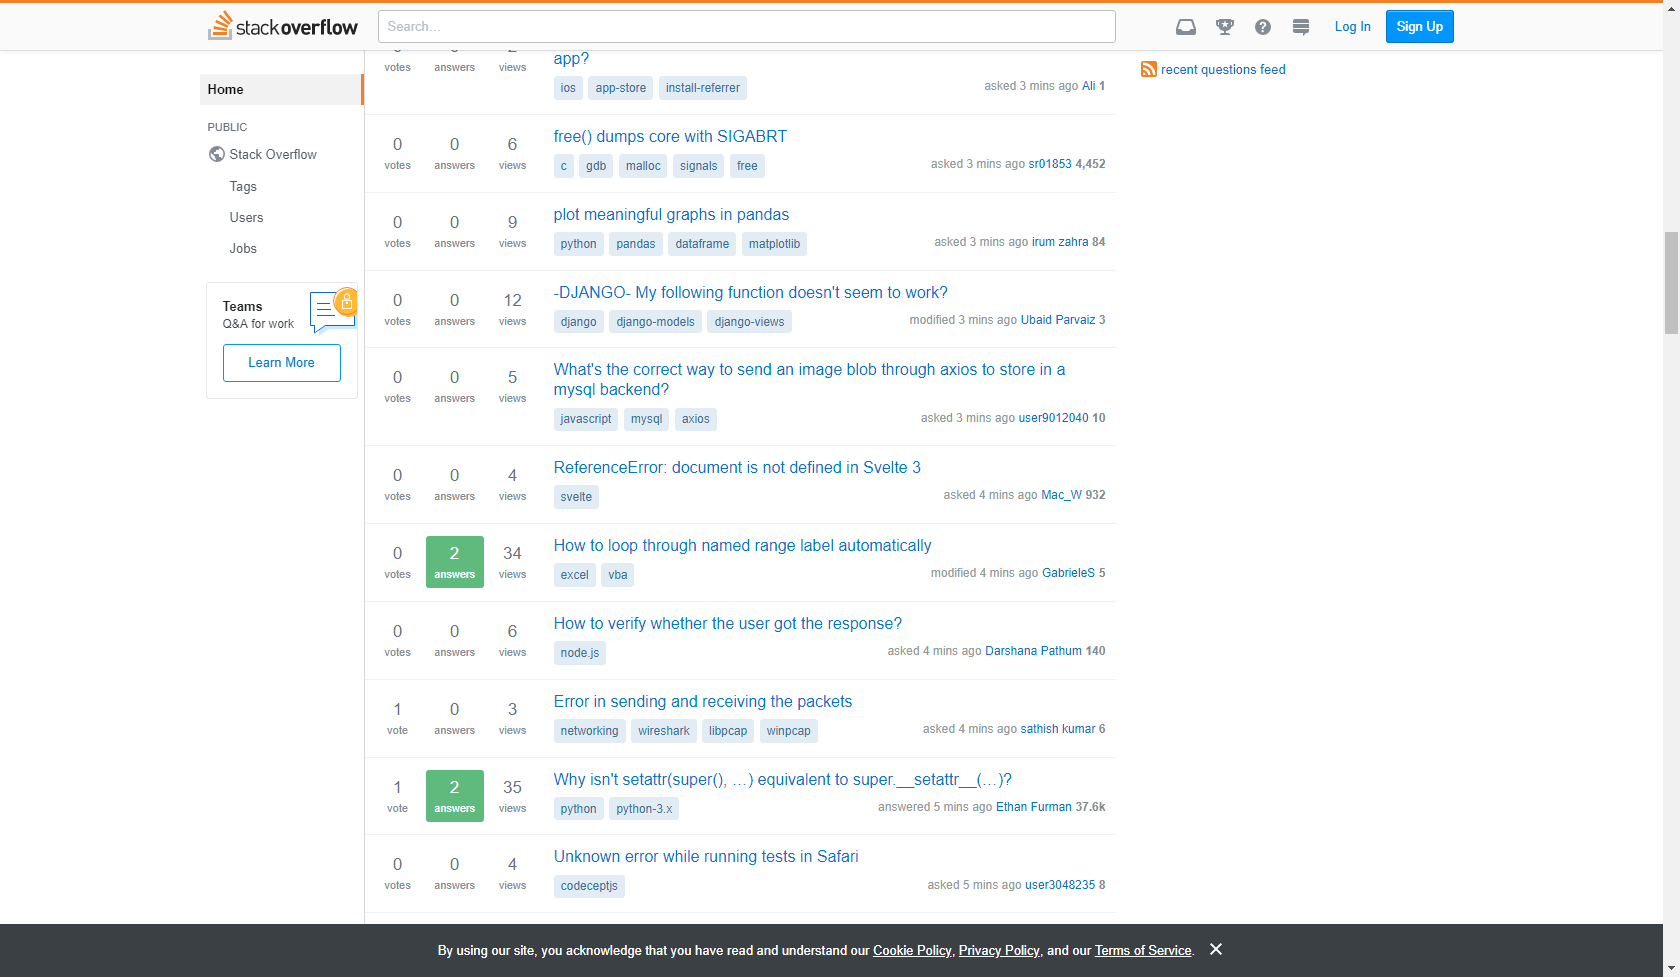 stackoverflow
Search...
Log In
Sign Up
Home
PUBLIC
Stack Overflow
Tags
Users
Jobs
Teams
Q&A for work
Learn More
votes answers views
app?
ios app-store install-referrer
asked 3 mins ago Ali 1
0 votes 0 answers 6 views
free() dumps core with SIGABRT
c gdb malloc signals free
asked 3 mins ago sr01853 4,452
0 votes 0 answers 9 views
plot meaningful graphs in pandas
python pandas dataframe matplotlib
asked 3 mins ago irum zahra 84
0 votes 0 answers 12 views
-DJANGO- My following function doesn't seem to work?
django django-models django-views
modified 3 mins ago Ubaid Parvaiz 3
0 votes 0 answers 5 views
What's the correct way to send an image blob through axios to store in a
mysql backend?
javascript mysql axios
asked 3 mins ago user9012040 10
0 votes 0 answers 4 views
ReferenceError: document is not defined in Svelte 3
svelte
asked 4 mins ago Mac_W 932
0 votes 2 answers 34 views
How to loop through named range label automatically
excel vba
modified 4 mins ago GabrieleS 5
0 votes 0 answers 6 views
How to verify whether the user got the response?
node.js
asked 4 mins ago Darshana Pathum 140
1 vote 0 answers 3 views
Error in sending and receiving the packets
networking wireshark libpcap winpcap
asked 4 mins ago sathish kumar 6
1 vote 2 answers 35 views
Why isn't setattr(super(), …) equivalent to super.__setattr__(…)?
python python-3.x
answered 5 mins ago Ethan Furman 37.6k
0 votes 0 answers 4 views
Unknown error while running tests in Safari
codeceptjs
asked 5 mins ago user3048235 8
recent questions feed
By using our site, you acknowledge that you have read and understand our Cookie Policy, Privacy Policy, and our Terms of Service.